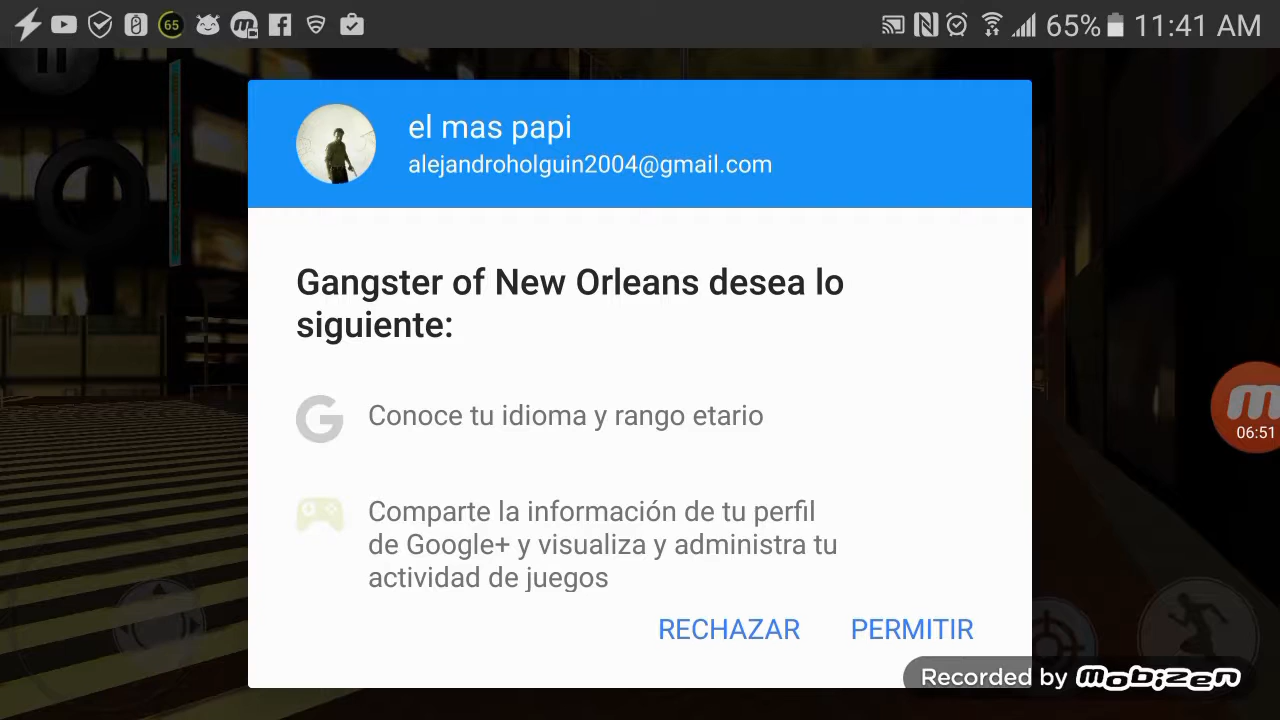 65
65% 11:41 AM
el mas papi
alejandroholguin2004@gmail.com
Gangster of New Orleans desea lo
siguiente:
Conoce tu idioma y rango etario
Comparte la información de tu perfil
de Google+ y visualiza y administra tu
actividad de juegos
RECHAZAR PERMITIR
06:51
Recorded by mobizen